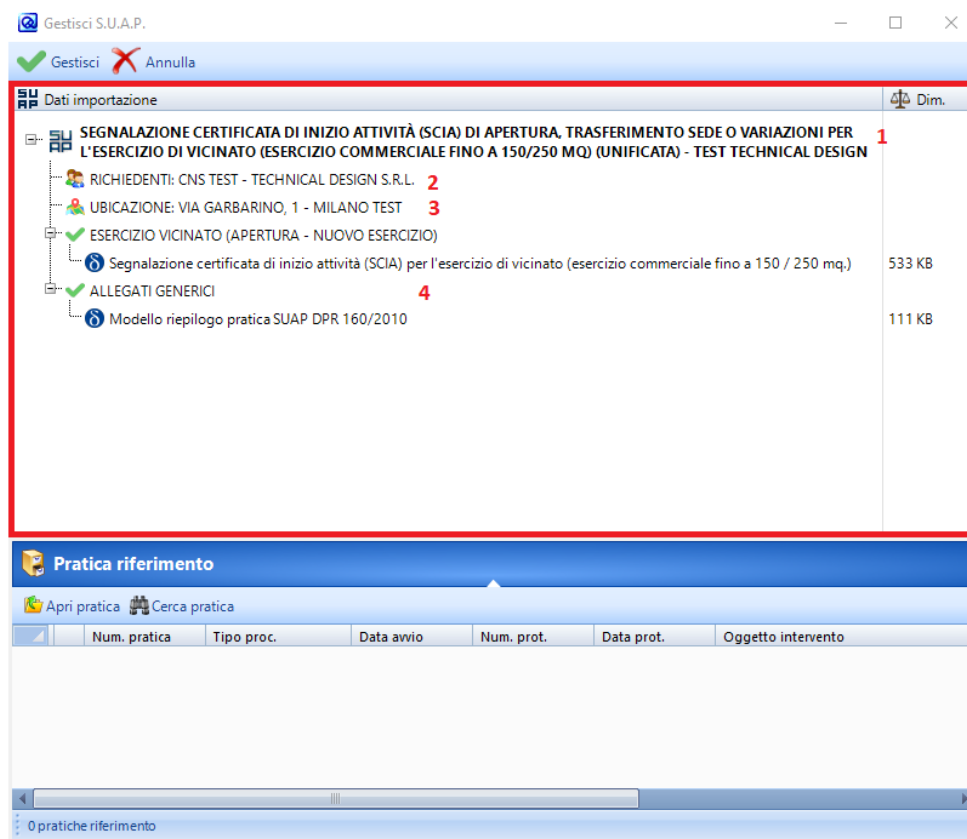 Gestisci S.U.A.P.
Gestisci Annulla
SU AP Dati importazione Dim.
SU AP SEGNALAZIONE CERTIFICATA DI INIZIO ATTIVITÀ (SCIA) DI APERTURA, TRASFERIMENTO SEDE O VARIAZIONI PER 1
L'ESERCIZIO DI VICINATO (ESERCIZIO COMMERCIALE FINO A 150/250 MQ) (UNIFICATA) - TEST TECHNICAL DESIGN
RICHIEDENTI: CNS TEST - TECHNICAL DESIGN S.R.L. 2
UBICAZIONE: VIA GARBARINO, 1 - MILANO TEST 3
ESERCIZIO VICINATO (APERTURA - NUOVO ESERCIZIO)
Segnalazione certificata di inizio attività (SCIA) per l'esercizio di vicinato (esercizio commerciale fino a 150 / 250 mq.) 533 KB
ALLEGATI GENERICI 4
Modello riepilogo pratica SUAP DPR 160/2010 111 KB
Pratica riferimento
Apri pratica Cerca pratica
Num. pratica Tipo proc. Data avvio Num. prot. Data prot. Oggetto intervento
0 pratiche riferimento